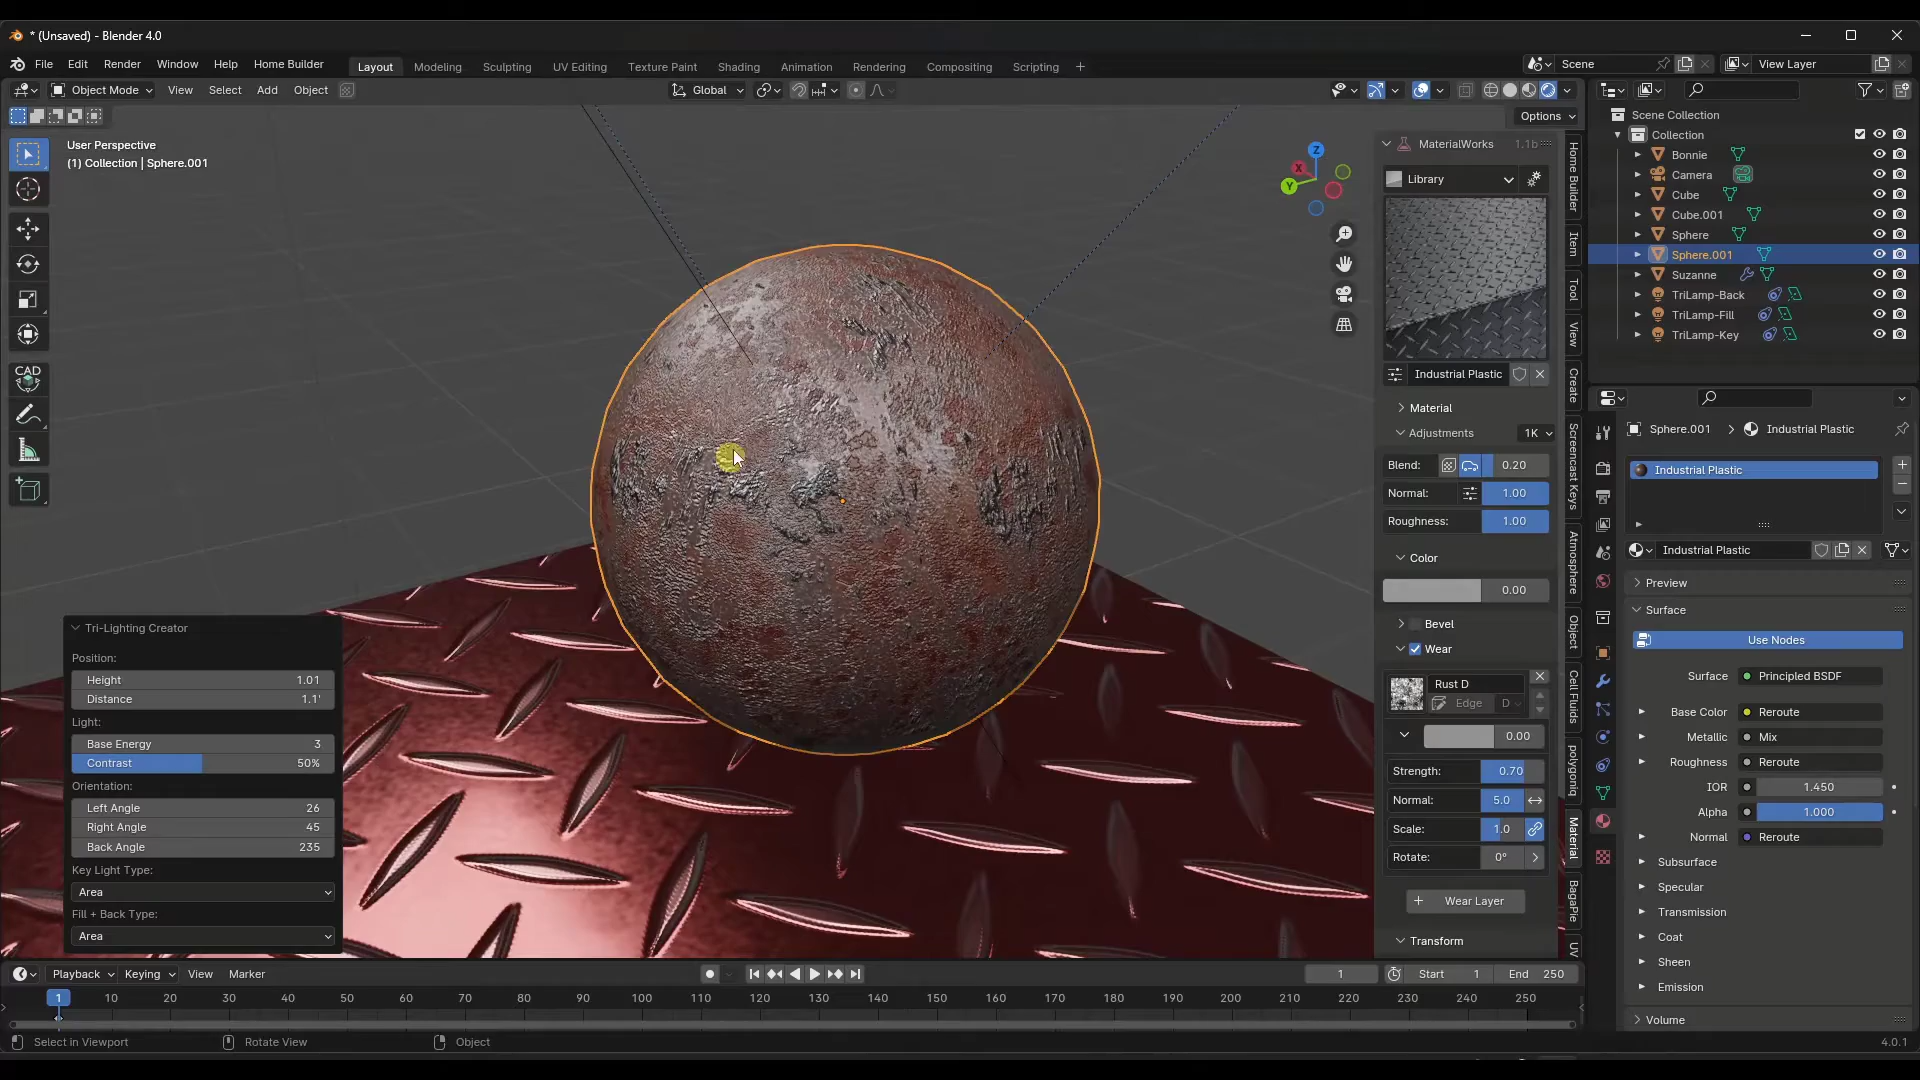 * (Unsaved) - Blender 4.0
File Edit Render Window Help Home Builder
Layout Modeling Sculpting UV Editing Texture Paint Shading Animation Rendering Compositing Scripting +
Scene View Layer
Object Mode View Select Add Object Global
Options
User Perspective
(1) Collection | Sphere.001
Z
X
Y
Tri-Lighting Creator
Position:
Height 1.01
Distance 1.1'
Light:
Base Energy 3
Contrast 50%
Orientation:
Left Angle 26
Right Angle 45
Back Angle 235
Key Light Type:
Area
Fill + Back Type:
Area
MaterialWorks 1.1b
Library
Industrial Plastic
Material
Adjustments 1K
Blend: 0.20
Normal: 1.00
Roughness: 1.00
Color
0.00
Bevel
Wear
Rust D
Edge D
0.00
Strength: 0.70
Normal: 5.0
Scale: 1.0
Rotate: 0°
+ Wear Layer
Transform
Home Builder
Item
Tool
View
Create
Screencast Keys
Atmosphere
Object
Cell Fluids
polygoniq
Material
BagaPie
UV
Scene Collection
Collection
Bonnie
Camera
Cube
Cube.001
Sphere
Sphere.001
Suzanne
TriLamp-Back
TriLamp-Fill
TriLamp-Key
Sphere.001 > Industrial Plastic
Industrial Plastic
Industrial Plastic
Preview
Surface
Use Nodes
Surface Principled BSDF
Base Color Reroute
Metallic Mix
Roughness Reroute
IOR 1.450
Alpha 1.000
Normal Reroute
Subsurface
Specular
Transmission
Coat
Sheen
Emission
Volume
CAD
Playback Keying View Marker
1 Start 1 End 250
1 10 20 30 40 50 60 70 80 90 100 110 120 130 140 150 160 170 180 190 200 210 220 230 240 250
Select in Viewport Rotate View Object
4.0.1